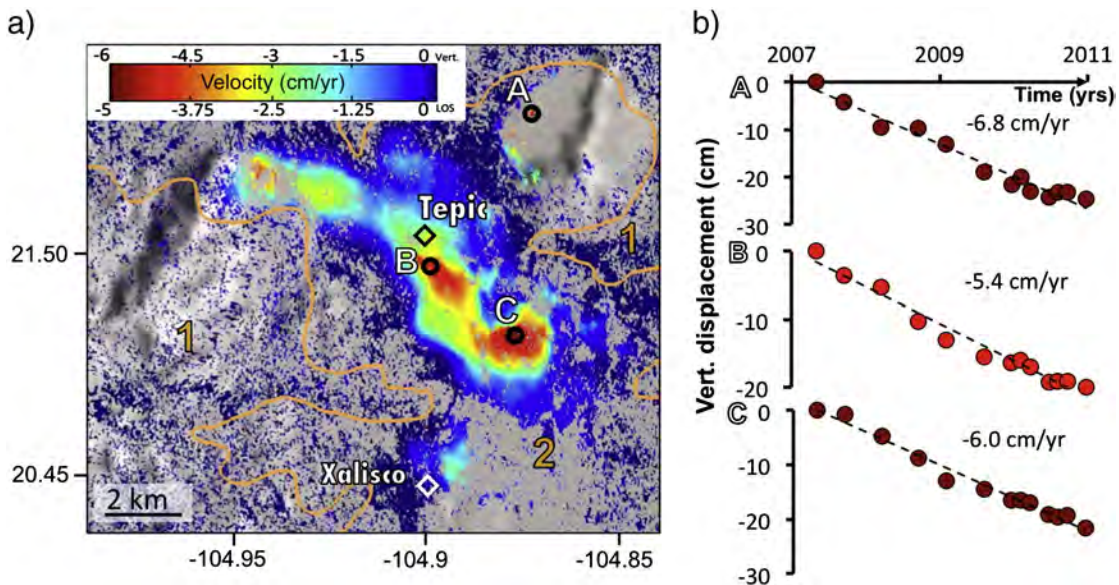 a)
-6 -4.5 -3 -1.5 0 Vert.
Velocity (cm/yr)
-5 -3.75 -2.5 -1.25 0 LOS
A
1
Tepic
B
C
1
2
Xalisco
2 km
21.50
20.45
-104.95 -104.9 -104.85
b)
2007 2009 2011
Time (yrs)
Vert. displacement (cm)
A
0
-10
-20
-30
-6.8 cm/yr
B
0
-10
-20
-5.4 cm/yr
C
0
-10
-20
-30
-6.0 cm/yr